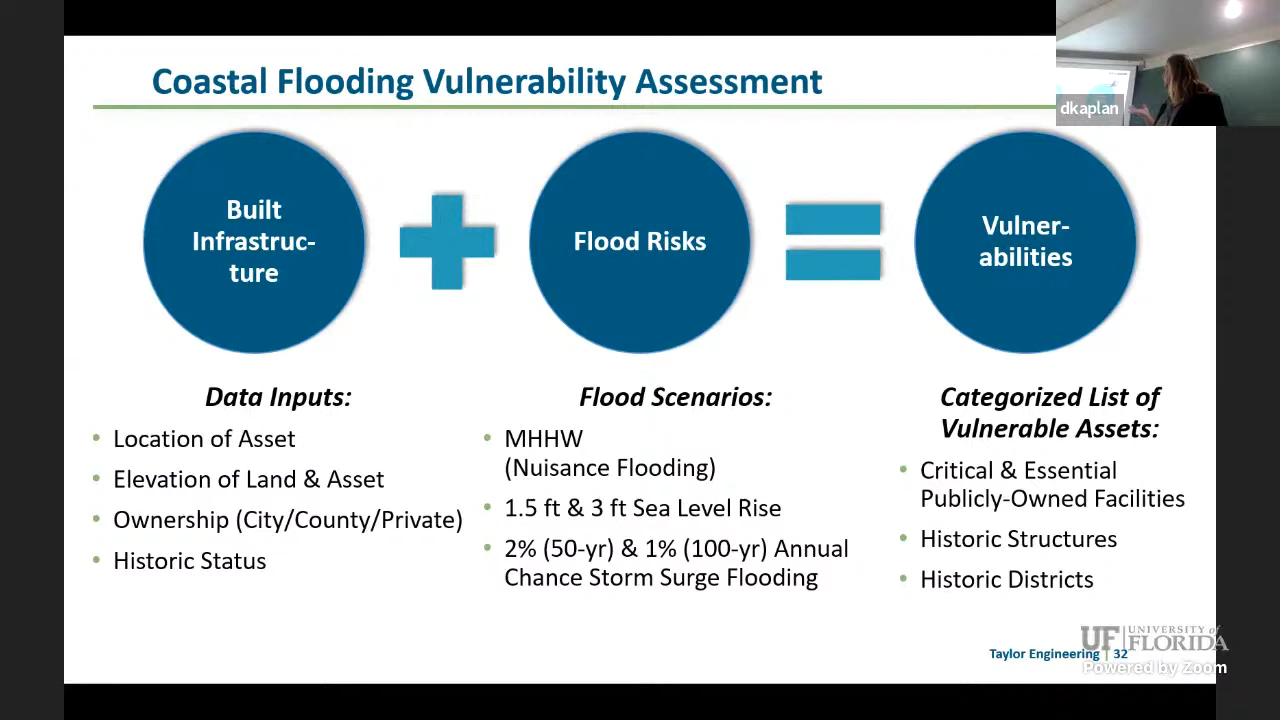 Coastal Flooding Vulnerability Assessment
dkaplan
Built
Infrastruc-
ture
Flood Risks
Vulner-
abilities
Data Inputs:
• Location of Asset
• Elevation of Land & Asset
• Ownership (City/County/Private)
• Historic Status
Flood Scenarios:
• MHHW
(Nuisance Flooding)
• 1.5 ft & 3 ft Sea Level Rise
• 2% (50-yr) & 1% (100-yr) Annual
Chance Storm Surge Flooding
Categorized List of
Vulnerable Assets:
• Critical & Essential
Publicly-Owned Facilities
• Historic Structures
• Historic Districts
Taylor Engineering | 32
UF UNIVERSITY of
FLORIDA
Powered by Zoom